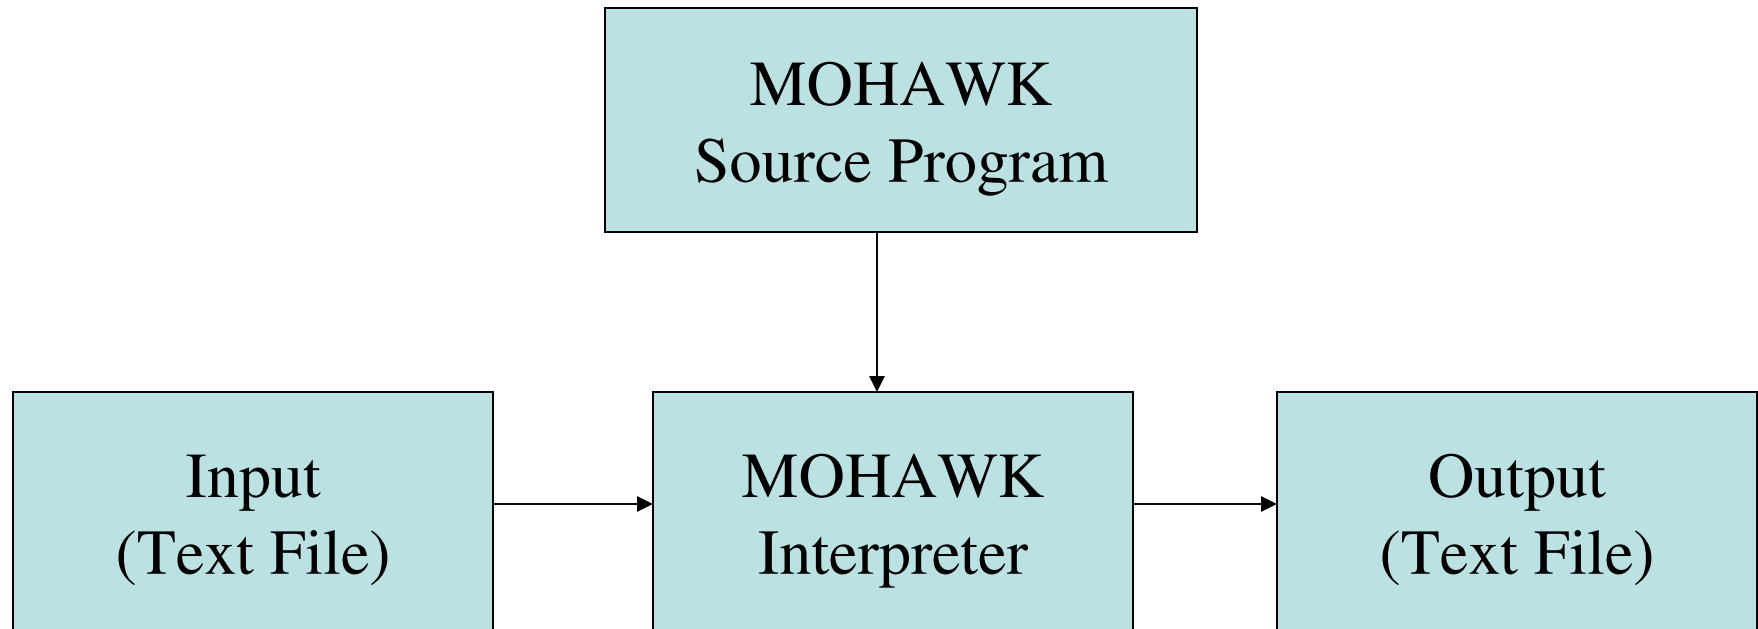 MOHAWK
Source Program
Input
(Text File)
MOHAWK
Interpreter
Output
(Text File)